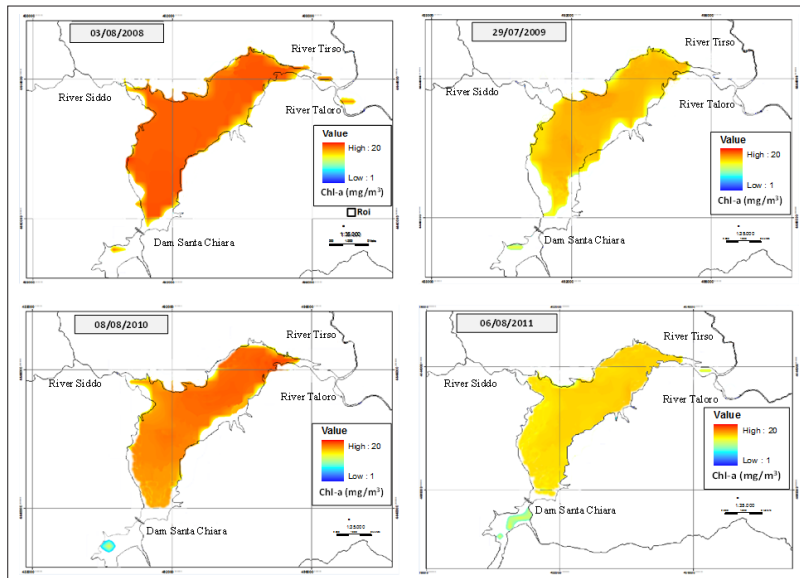 03/08/2008
River Tirso
River Siddo
River Taloro
Value
High : 20
Low : 1
Chl-a (mg/m³)
Roi
Dam Santa Chiara
29/07/2009
River Tirso
River Siddo
River Taloro
Value
High : 20
Low : 1
Chl-a (mg/m³)
Dam Santa Chiara
08/08/2010
River Tirso
River Siddo
River Taloro
Value
High : 20
Low : 1
Chl-a (mg/m³)
Dam Santa Chiara
06/08/2011
River Tirso
River Siddo
River Taloro
Value
High : 20
Low : 1
Chl-a (mg/m³)
Dam Santa Chiara